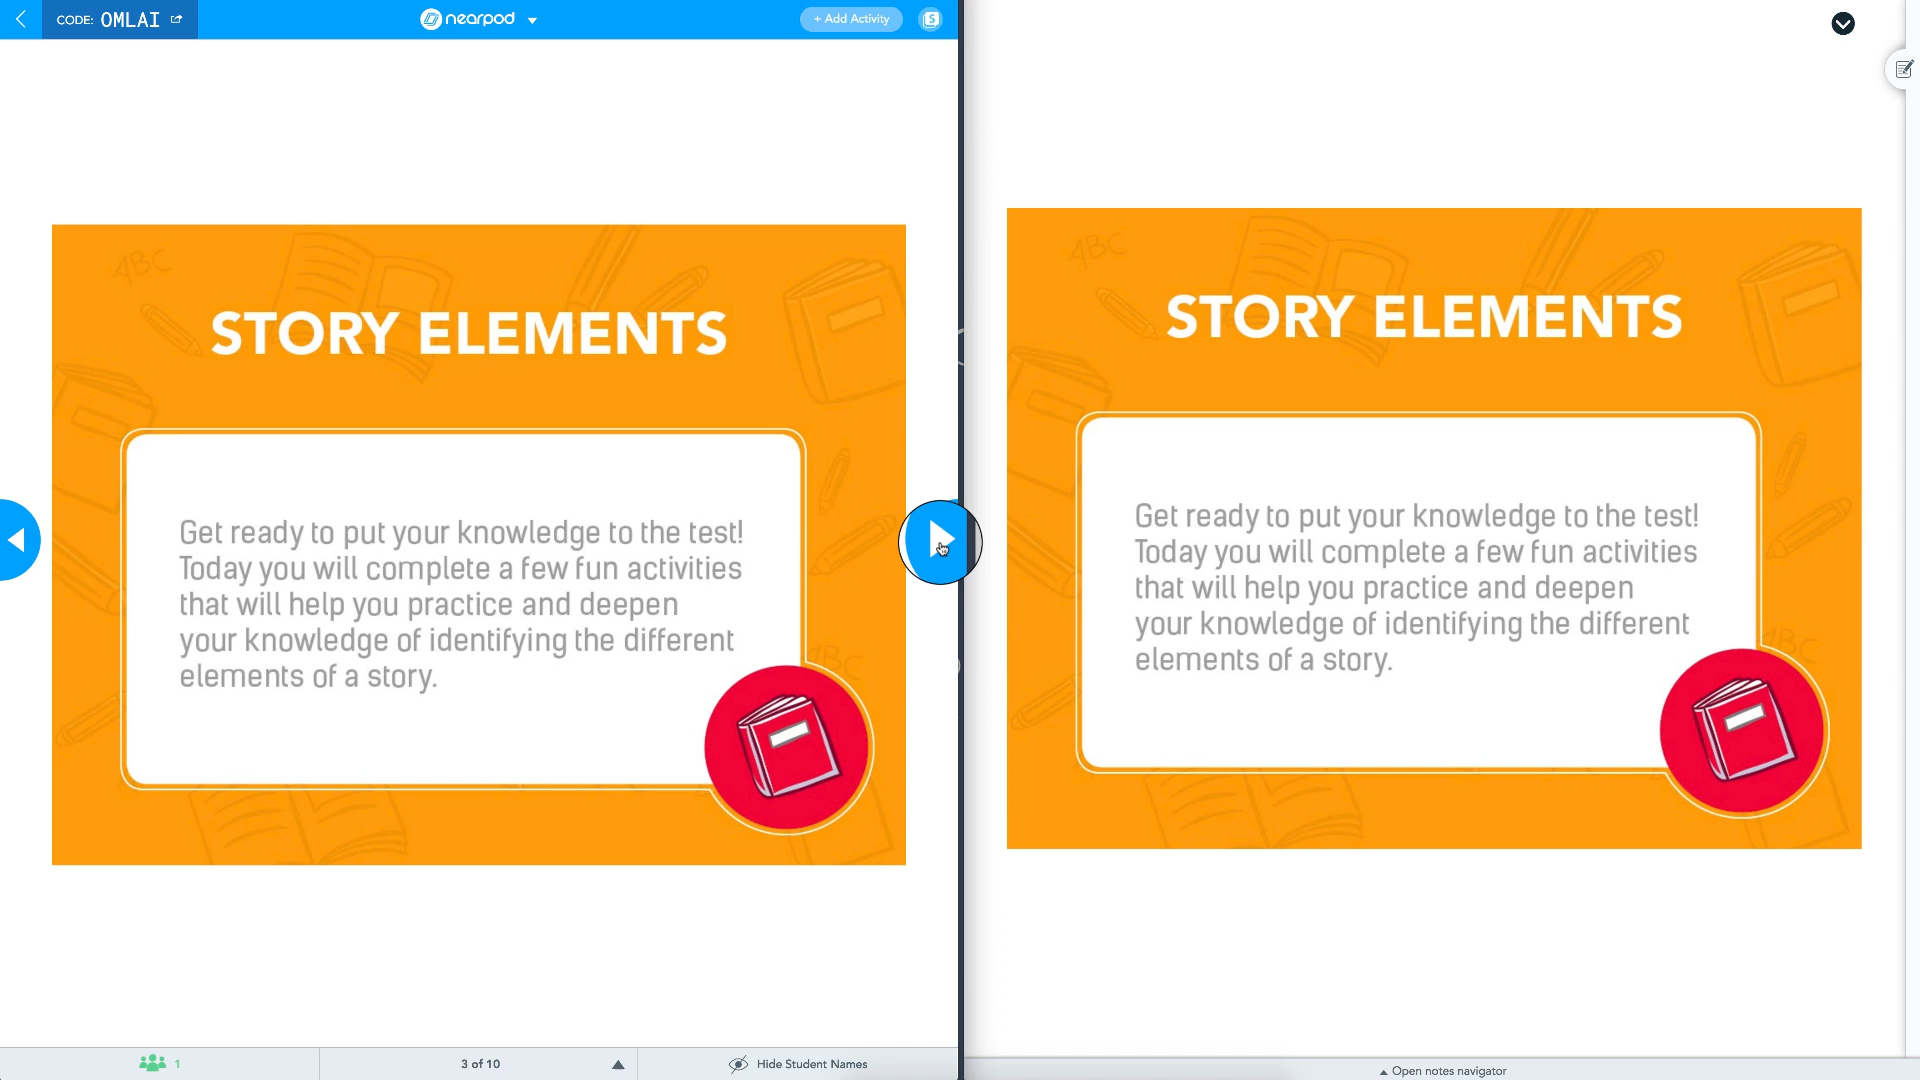 CODE: OMLAI
nearpod
+ Add Activity
S
ABC
STORY ELEMENTS
Get ready to put your knowledge to the test!
Today you will complete a few fun activities
that will help you practice and deepen
your knowledge of identifying the different
elements of a story.
ABC
1
3 of 10
Hide Student Names
ABC
STORY ELEMENTS
Get ready to put your knowledge to the test!
Today you will complete a few fun activities
that will help you practice and deepen
your knowledge of identifying the different
elements of a story.
ABC
Open notes navigator